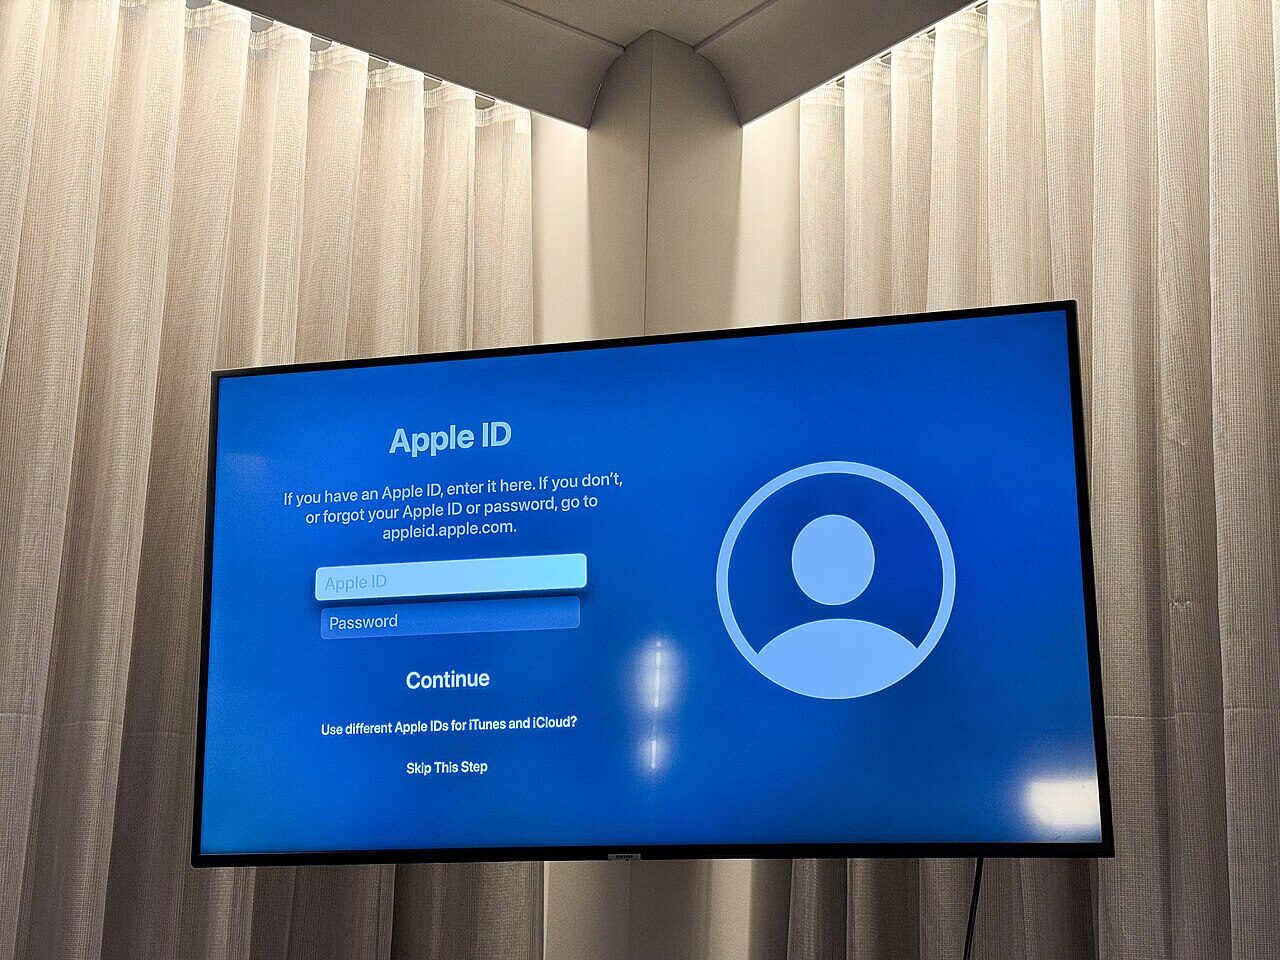 Apple ID
If you have an Apple ID, enter it here. If you don't,
or forgot your Apple ID or password, go to
appleid.apple.com.
Apple ID
Password
Continue
Use different Apple IDs for iTunes and iCloud?
Skip This Step
SAMSUNG